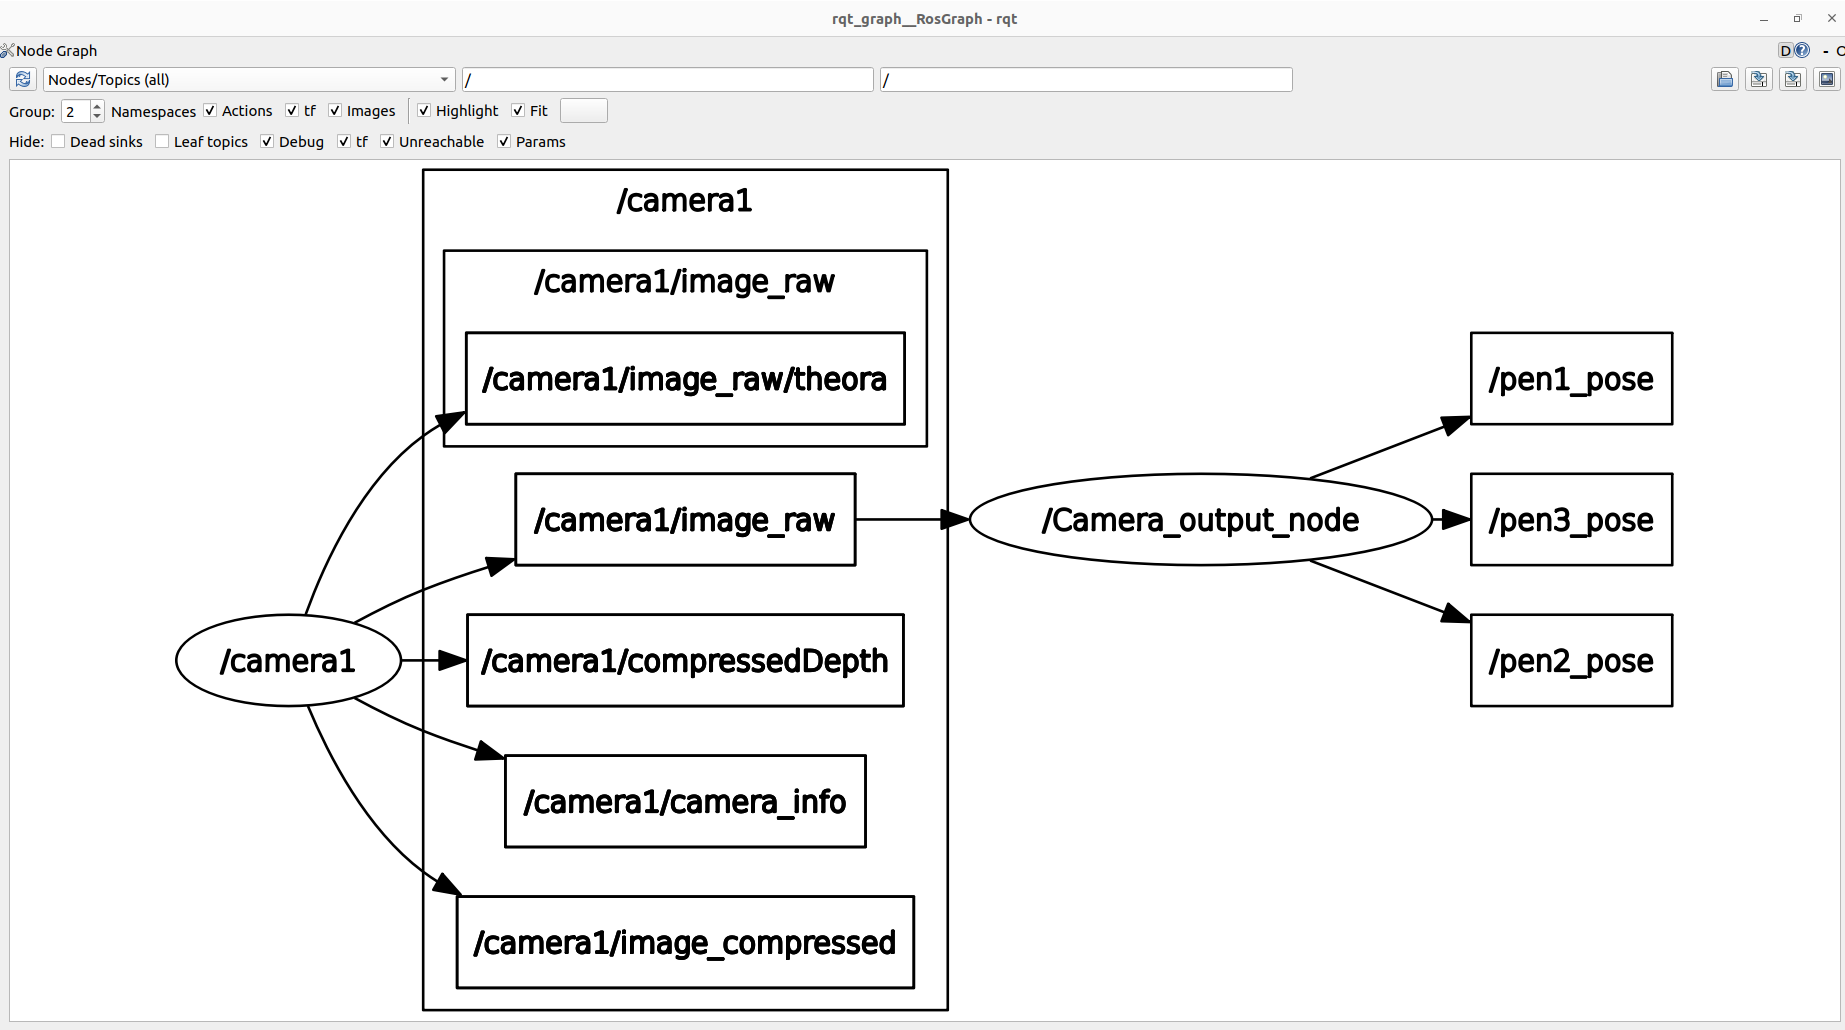 rqt_graph__RosGraph - rqt
Node Graph
D ? - O
Nodes/Topics (all) / /
Group: 2 Namespaces Actions tf Images Highlight Fit
Hide: Dead sinks Leaf topics Debug tf Unreachable Params
/camera1
/camera1/image_raw
/camera1/image_raw/theora
/pen1_pose
/camera1/image_raw
/Camera_output_node
/pen3_pose
/camera1
/camera1/compressedDepth
/pen2_pose
/camera1/camera_info
/camera1/image_compressed